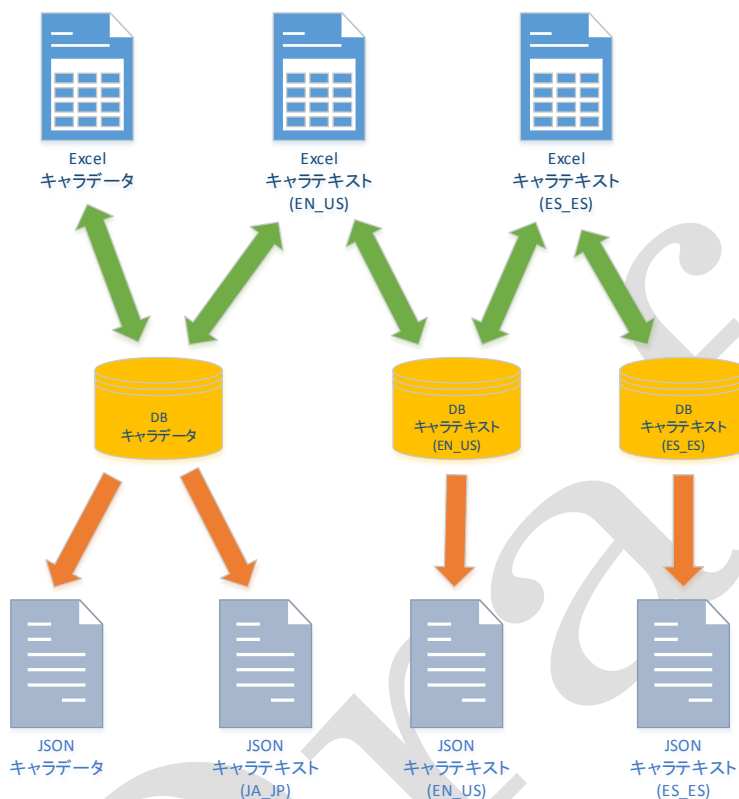 Excel
キャラデータ
Excel
キャラテキスト
(EN_US)
Excel
キャラテキスト
(ES_ES)
DB
キャラデータ
DB
キャラテキスト
(EN_US)
DB
キャラテキスト
(ES_ES)
JSON
キャラデータ
JSON
キャラテキスト
(JA_JP)
JSON
キャラテキスト
(EN_US)
JSON
キャラテキスト
(ES_ES)